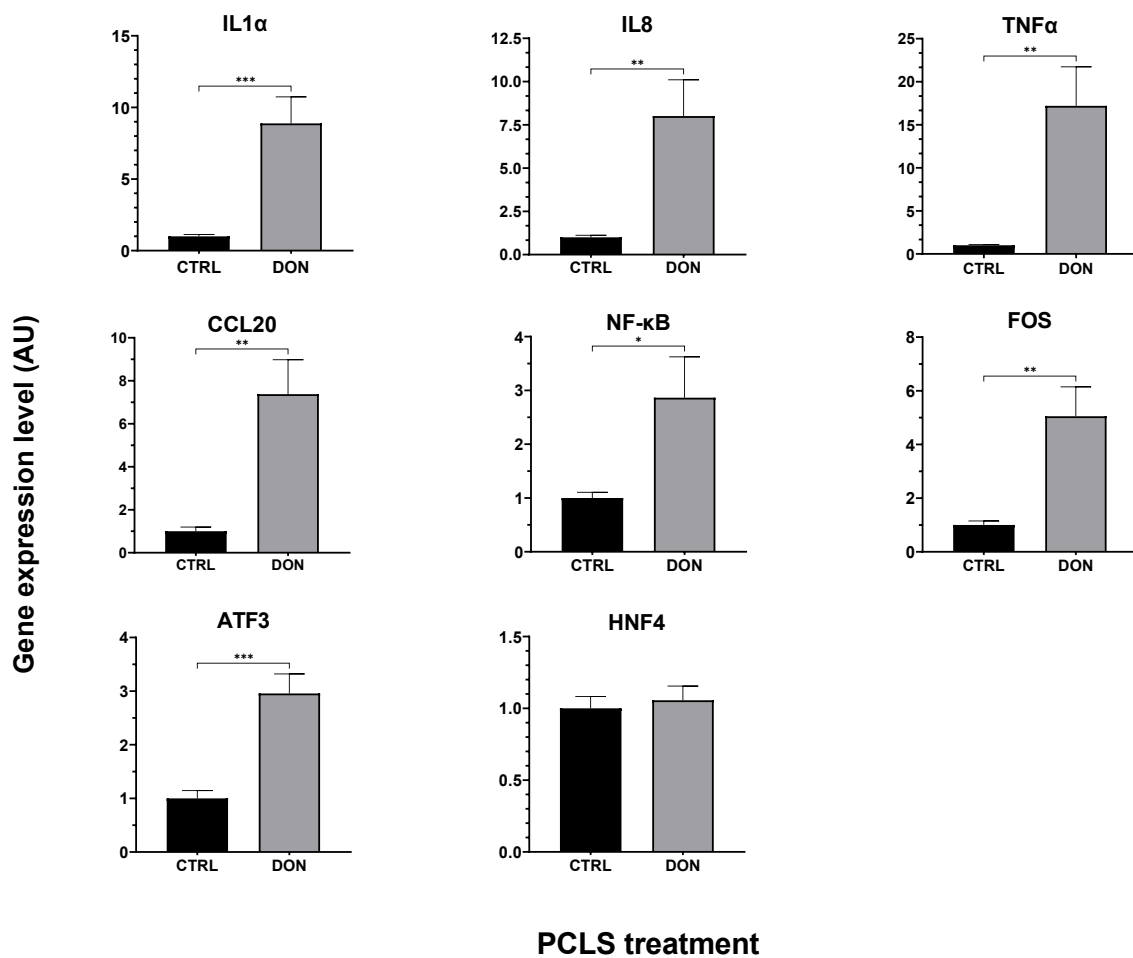 IL1α
15
10
5
0
***
CTRL DON
IL8
12.5
10.0
7.5
5.0
2.5
0.0
**
CTRL DON
TNFα
25
20
15
10
5
0
**
CTRL DON
CCL20
10
8
6
4
2
0
**
CTRL DON
NF-κB
4
3
2
1
0
*
CTRL DON
FOS
8
6
4
2
0
**
CTRL DON
ATF3
4
3
2
1
0
***
CTRL DON
HNF4
1.5
1.0
0.5
0.0
CTRL DON
Gene expression level (AU)
PCLS treatment